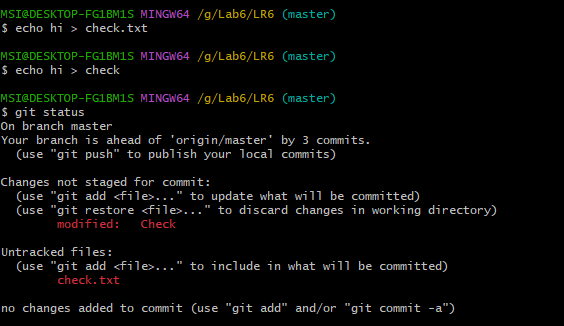 MSI@DESKTOP-FG1BM1S MINGW64 /g/Lab6/LR6 (master)
$ echo hi > check.txt
MSI@DESKTOP-FG1BM1S MINGW64 /g/Lab6/LR6 (master)
$ echo hi > check
MSI@DESKTOP-FG1BM1S MINGW64 /g/Lab6/LR6 (master)
$ git status
On branch master
Your branch is ahead of 'origin/master' by 3 commits.
  (use "git push" to publish your local commits)
Changes not staged for commit:
  (use "git add <file>..." to update what will be committed)
  (use "git restore <file>..." to discard changes in working directory)
        modified:   Check
Untracked files:
  (use "git add <file>..." to include in what will be committed)
        check.txt
no changes added to commit (use "git add" and/or "git commit -a")